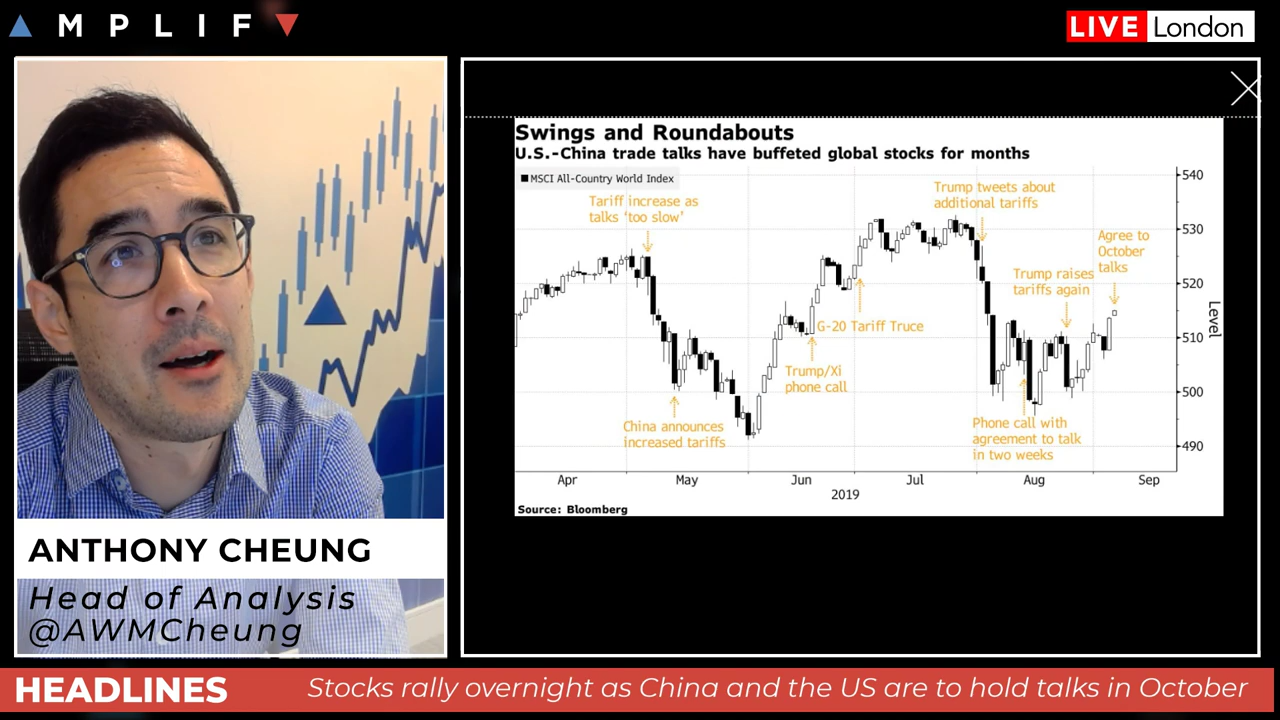 AMPLIFY
LIVE London
ANTHONY CHEUNG
Head of Analysis
@AWMCheung
Swings and Roundabouts
U.S.-China trade talks have buffeted global stocks for months
MSCI All-Country World Index
Tariff increase as
talks ‘too slow’
China announces
increased tariffs
Trump/Xi
phone call
G-20 Tariff Truce
Trump tweets about
additional tariffs
Phone call with
agreement to talk
in two weeks
Trump raises
tariffs again
Agree to
October
talks
540
530
520
510
500
490
Level
Apr May Jun Jul Aug Sep
2019
Source: Bloomberg
HEADLINES Stocks rally overnight as China and the US are to hold talks in October